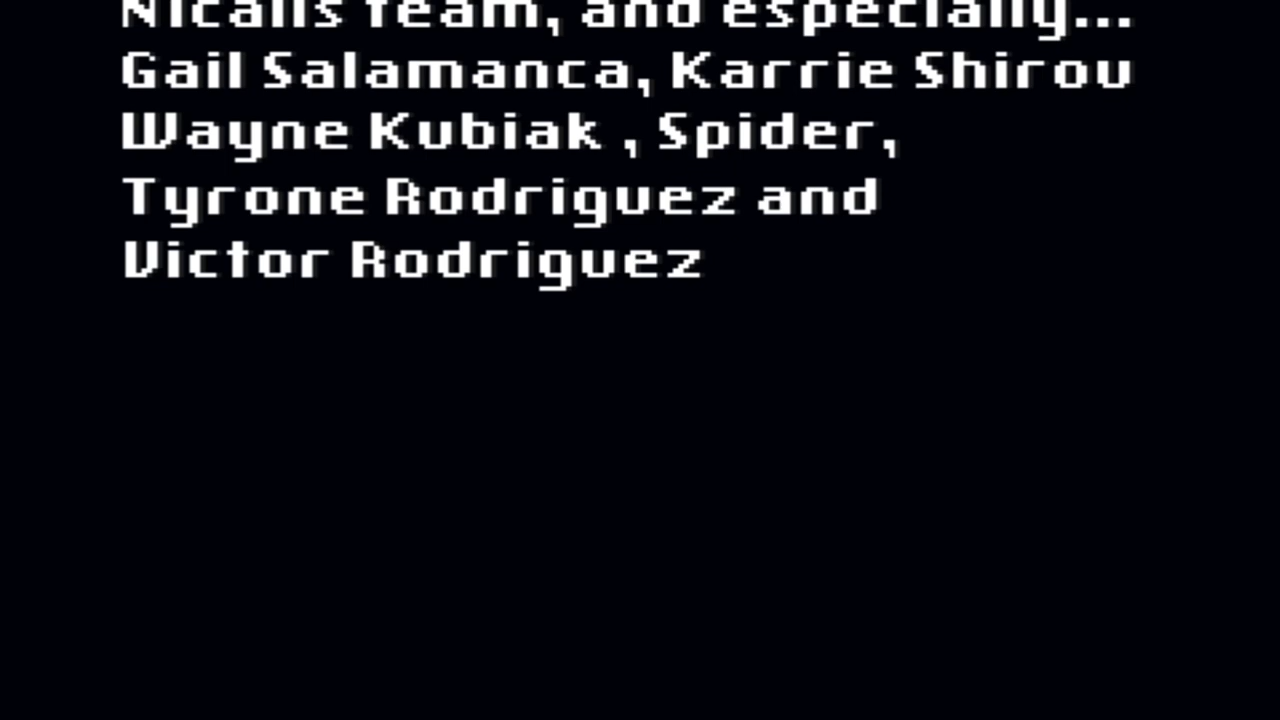 Nicalis Team, and especially...
Gail Salamanca, Karrie Shirou
Wayne Kubiak , Spider,
Tyrone Rodriguez and
Victor Rodriguez